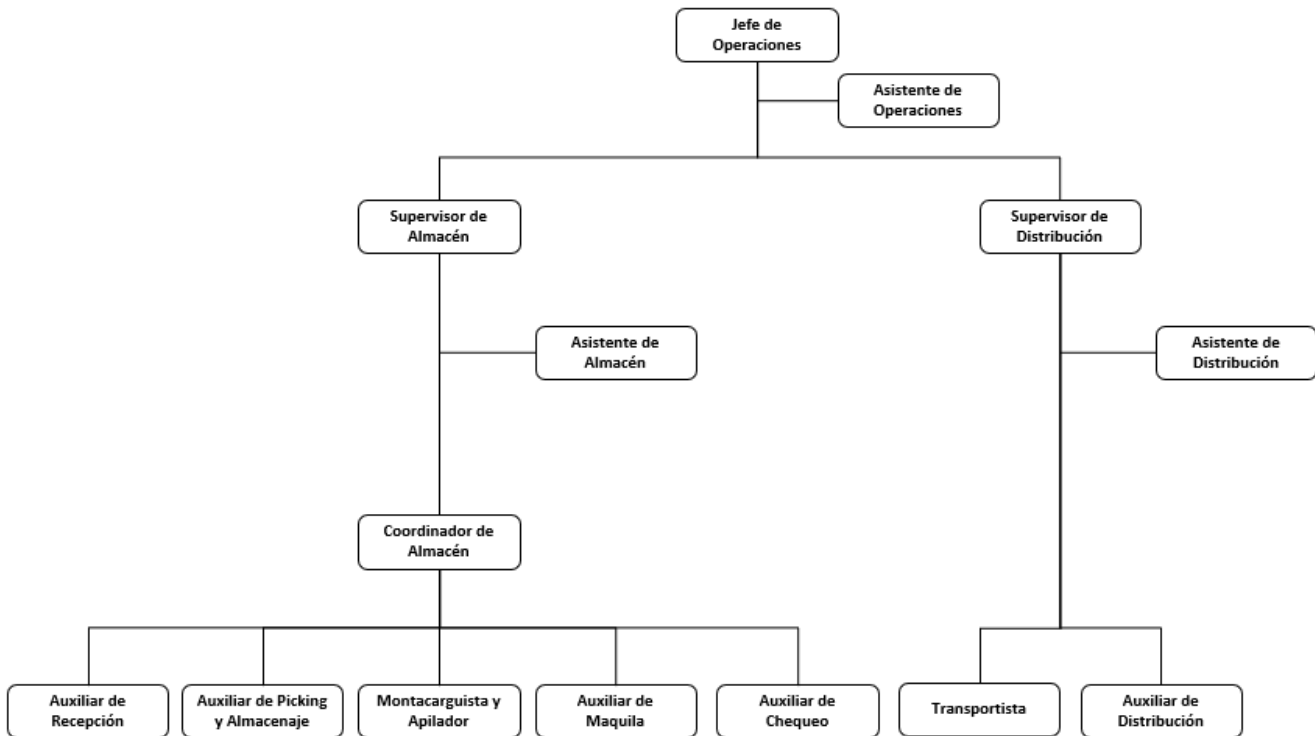 Jefe de
Operaciones
Asistente de
Operaciones
Supervisor de
Almacén
Supervisor de
Distribución
Asistente de
Almacén
Asistente de
Distribución
Coordinador de
Almacén
Auxiliar de
Recepción
Auxiliar de Picking
y Almacenaje
Montacarguista y
Apilador
Auxiliar de
Maquila
Auxiliar de
Chequeo
Transportista
Auxiliar de
Distribución